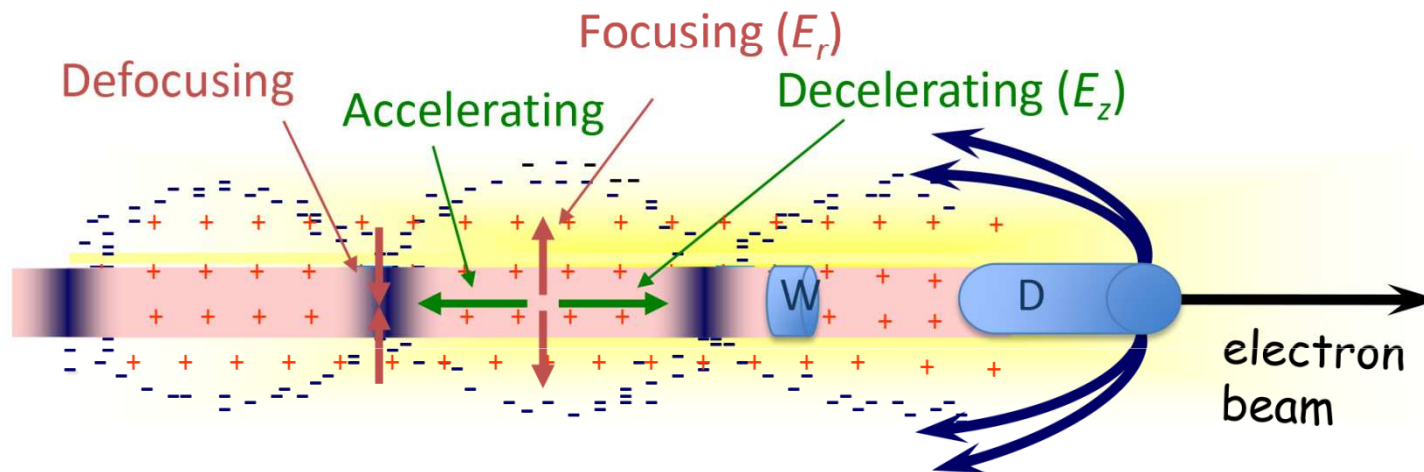 Focusing (E_r)
Defocusing
Accelerating
Decelerating (E_z)
W
D
electron
beam